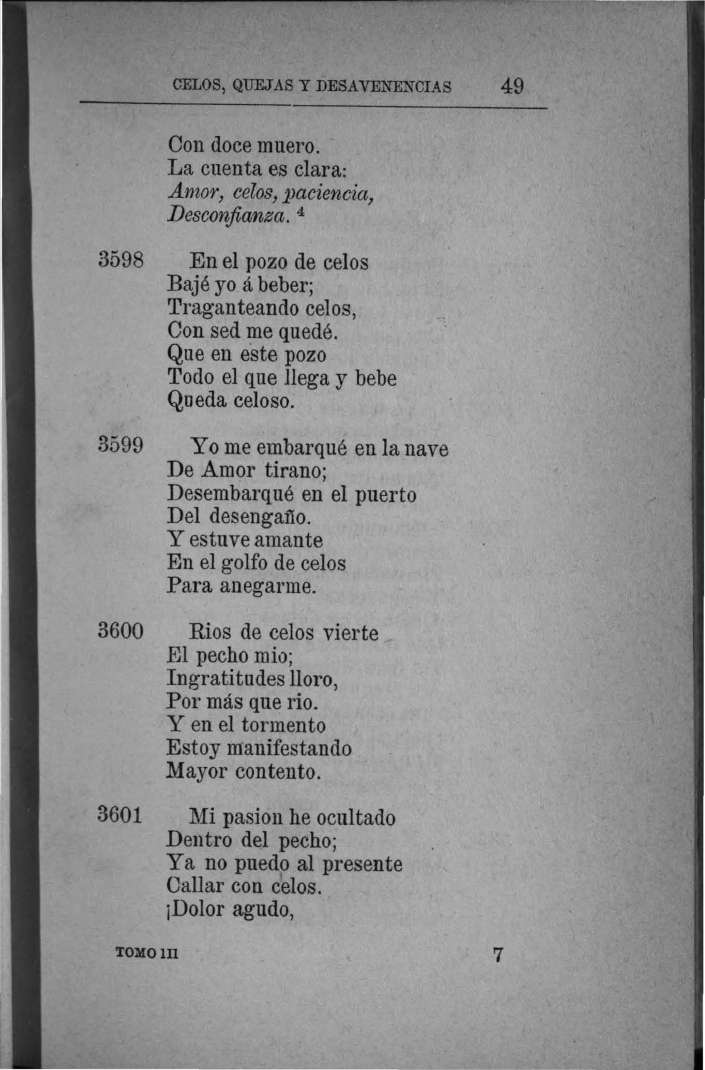 CELOS, QUEJAS Y DESAVENENCIAS 49
Con doce muero.
La cuenta es clara:
Amor, celos, paciencia,
Desconfianza. 4
3598 En el pozo de celos
Bajé yo á beber;
Traganteando celos,
Con sed me quedé.
Que en este pozo
Todo el que llega y bebe
Queda celoso.
3599 Yo me embarqué en la nave
De Amor tirano;
Desembarqué en el puerto
Del desengaño.
Y estuve amante
En el golfo de celos
Para anegarme.
3600 Rios de celos vierte
El pecho mio;
Ingratitudes lloro,
Por más que rio.
Y en el tormento
Estoy manifestando
Mayor contento.
3601 Mi pasion he ocultado
Dentro del pecho;
Ya no puedo al presente
Callar con celos.
¡Dolor agudo,
TOMO III 7